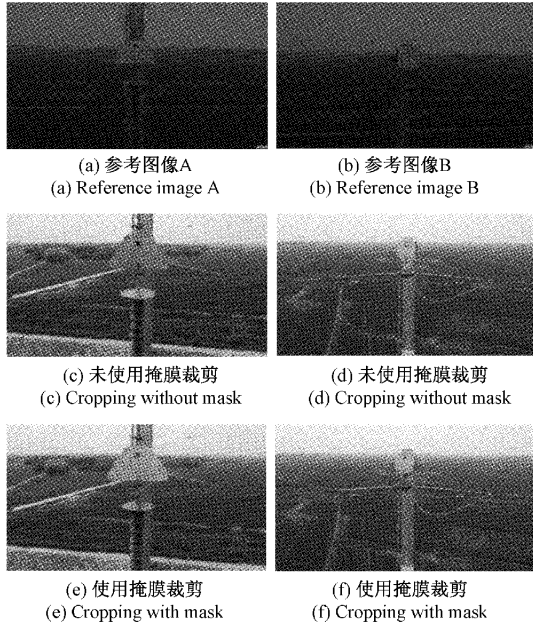 (a) 参考图像A
(b) 参考图像B
(a) Reference image A
(b) Reference image B
(c) 未使用掩膜裁剪
(d) 未使用掩膜裁剪
(c) Cropping without mask
(d) Cropping without mask
(e) 使用掩膜裁剪
(f) 使用掩膜裁剪
(e) Cropping with mask
(f) Cropping with mask